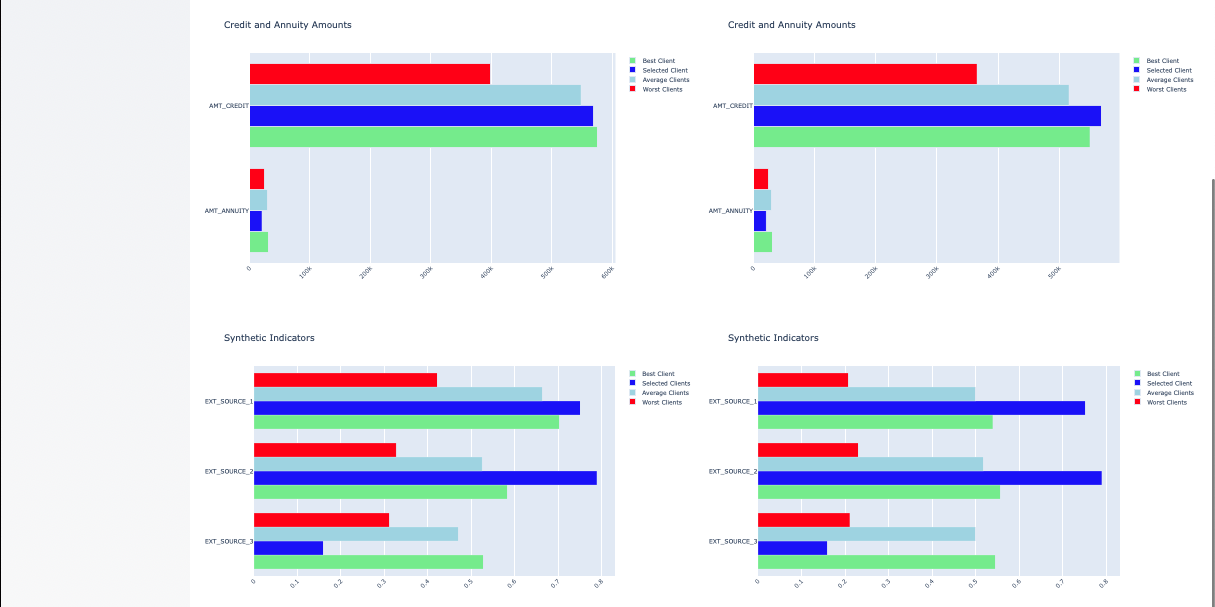 Credit and Annuity Amounts
Best Client
Selected Client
Average Clients
Worst Clients
AMT_CREDIT
AMT_ANNUITY
0 100k 200k 300k 400k 500k 600k
Credit and Annuity Amounts
Best Client
Selected Client
Average Clients
Worst Clients
AMT_CREDIT
AMT_ANNUITY
0 100k 200k 300k 400k 500k
Synthetic Indicators
Best Client
Selected Clients
Average Clients
Worst Clients
EXT_SOURCE_1
EXT_SOURCE_2
EXT_SOURCE_3
0 0.1 0.2 0.3 0.4 0.5 0.6 0.7 0.8
Synthetic Indicators
Best Client
Selected Client
Average Clients
Worst Clients
EXT_SOURCE_1
EXT_SOURCE_2
EXT_SOURCE_3
0 0.1 0.2 0.3 0.4 0.5 0.6 0.7 0.8